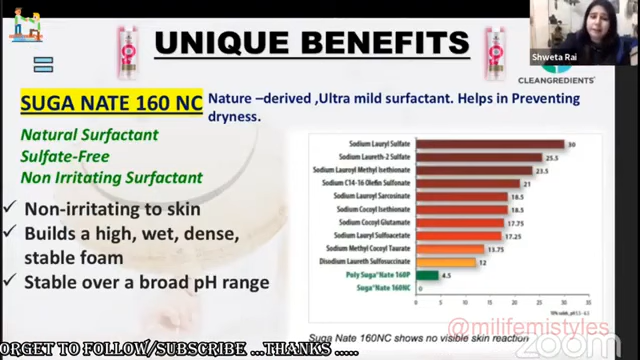 UNIQUE BENEFITS
Shweta Rai
CLEANGREDIENTS®
SUGA NATE 160 NC
Nature –derived ,Ultra mild surfactant. Helps in Preventing
dryness.
Natural Surfactant
Sulfate-Free
Non Irritating Surfactant
✓ Non-irritating to skin
✓ Builds a high, wet, dense,
stable foam
✓ Stable over a broad pH range
Sodium Lauryl Sulfate 30
Sodium Laureth-2 Sulfate 25.5
Sodium Lauroyl Methyl Isethionate 23.5
Sodium C14-16 Olefin Sulfonate 21
Sodium Lauroyl Sarcosinate 18.5
Sodium Cocoyl Isethionate 18.5
Sodium Cocoyl Glutamate 17.75
Sodium Lauryl Sulfoacetate 17.25
Sodium Methyl Cocoyl Taurate 13.75
Disodium Laureth Sulfosuccinate 12
Poly Suga®Nate 160P 4.5
Suga®Nate 160NC 0
0 5 10 15 20 25 30 35
Suga Nate 160NC shows no visible skin reaction
@milifemistyles
zoom
ORGET TO FOLLOW/SUBSCRIBE ...THANKS .....